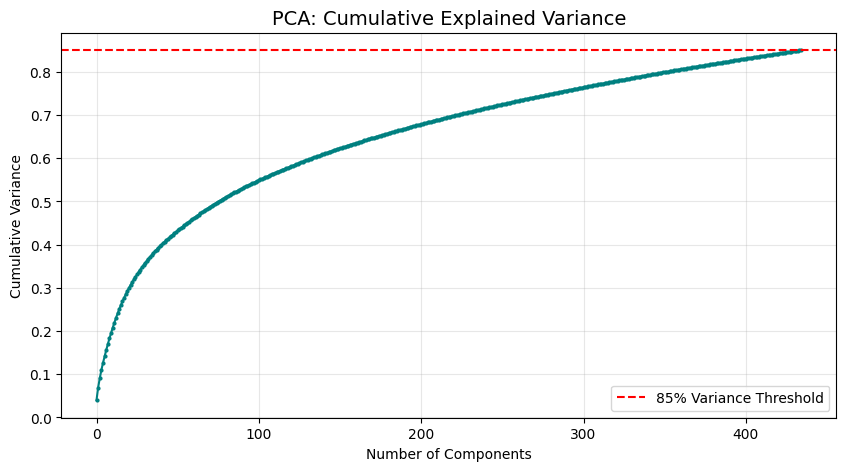 PCA: Cumulative Explained Variance
Cumulative Variance
0.8
0.7
0.6
0.5
0.4
0.3
0.2
0.1
0.0
85% Variance Threshold
0 100 200 300 400
Number of Components